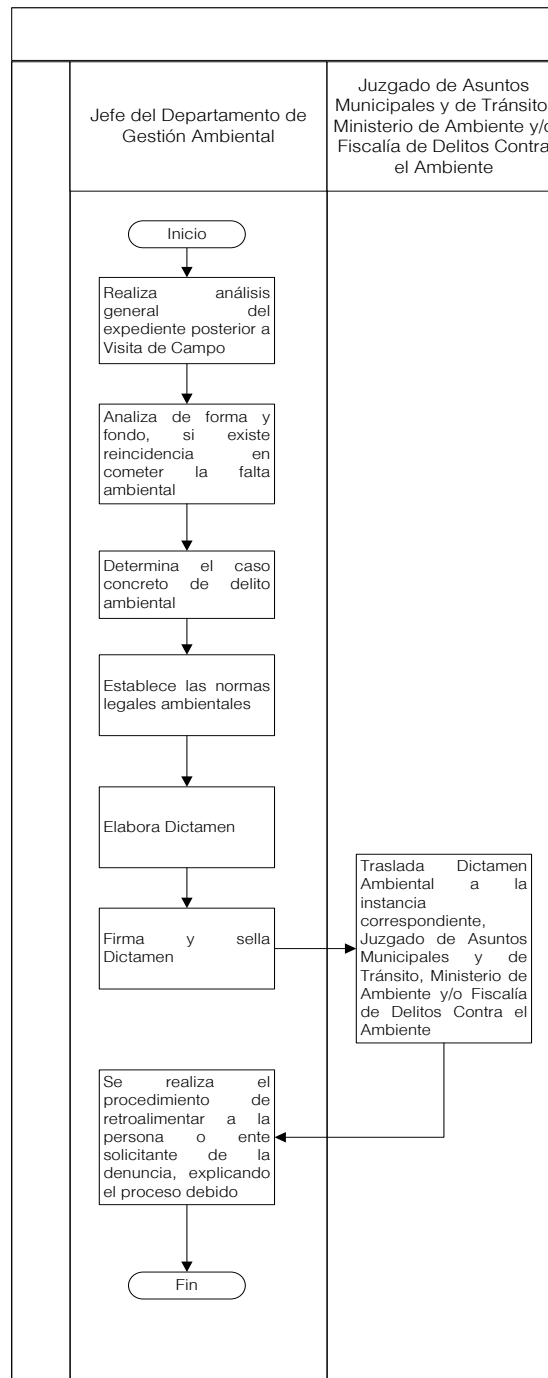 Jefe del Departamento de
Gestión Ambiental
Juzgado de Asuntos
Municipales y de Tránsito,
Ministerio de Ambiente y/o
Fiscalía de Delitos Contra
el Ambiente
Inicio
Realiza análisis
general del
expediente posterior a
Visita de Campo
Analiza de forma y
fondo, si existe
reincidencia en
cometer la falta
ambiental
Determina el caso
concreto de delito
ambiental
Establece las normas
legales ambientales
Elabora Dictamen
Firma y sella
Dictamen
Traslada Dictamen
Ambiental a la
instancia
correspondiente,
Juzgado de Asuntos
Municipales y de
Tránsito, Ministerio de
Ambiente y/o Fiscalía
de Delitos Contra el
Ambiente
Se realiza el
procedimiento de
retroalimentar a la
persona o ente
solicitante de la
denuncia, explicando
el proceso debido
Fin